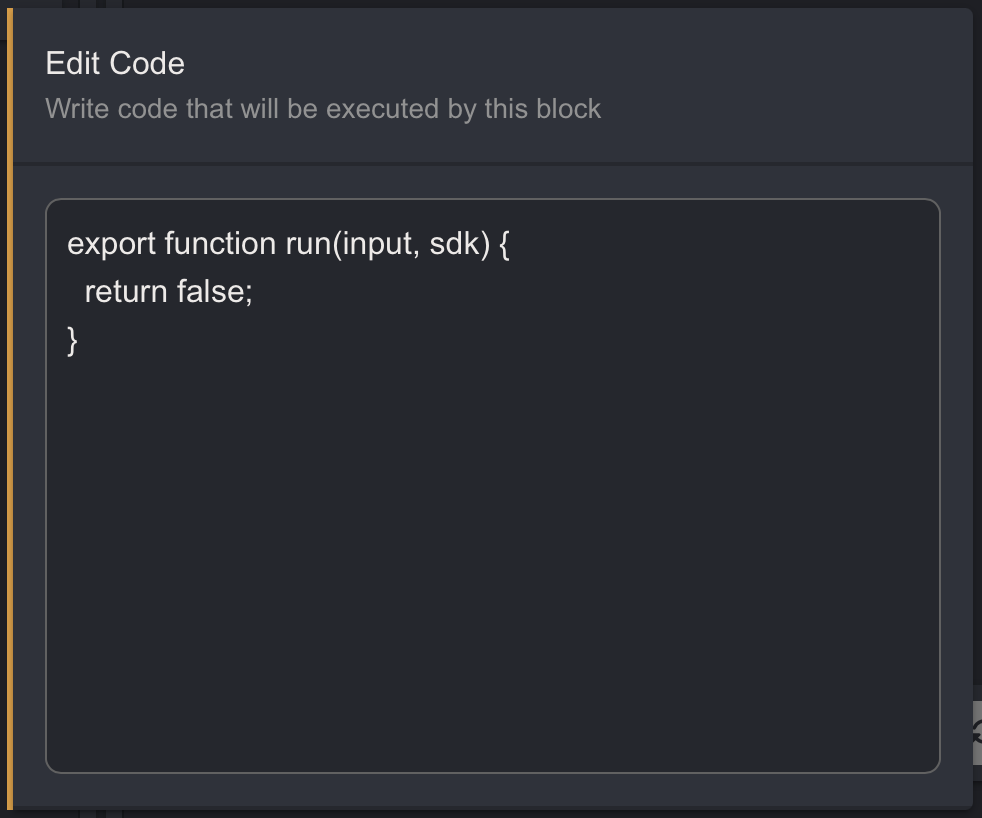 Edit Code
Write code that will be executed by this block
export function run(input, sdk) {
  return false;
}